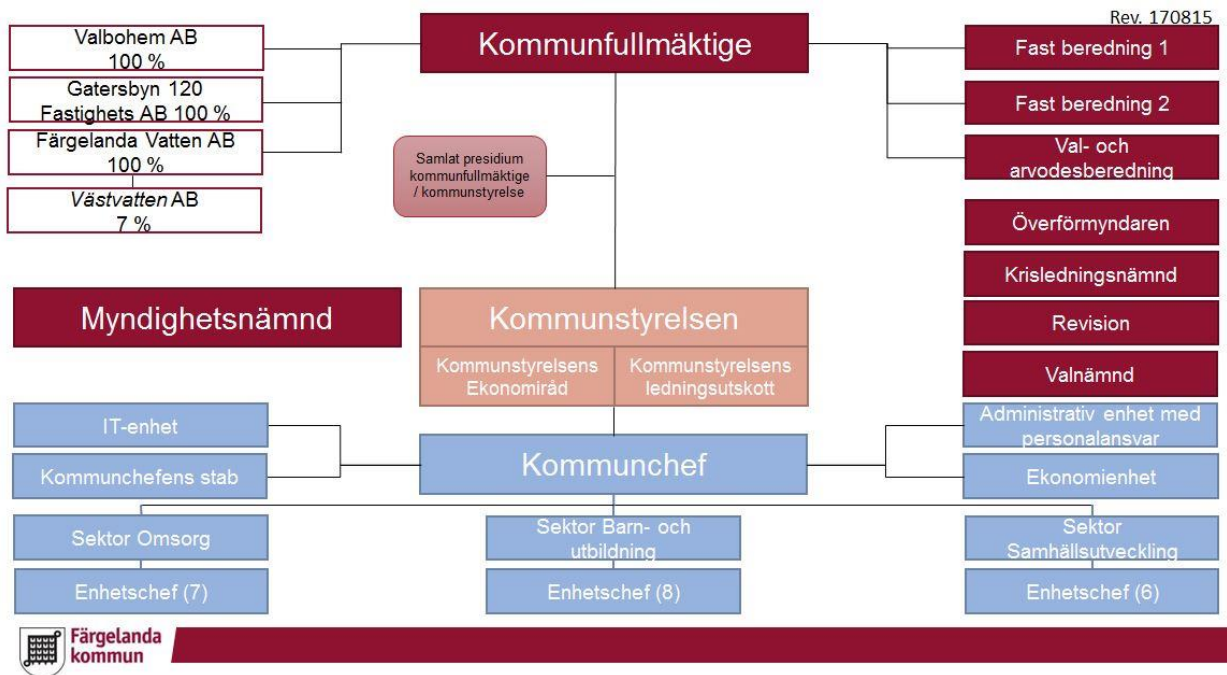 Rev. 170815
Valbohem AB
100 %
Gatersbyn 120
Fastighets AB 100 %
Färgelanda Vatten AB
100 %
Västvatten AB
7 %
Kommunfullmäktige
Samlat presidium
kommunfullmäktige
/ kommunstyrelse
Fast beredning 1
Fast beredning 2
Val- och
arvodesberedning
Överförmyndaren
Krisledningsnämnd
Revision
Valnämnd
Myndighetsnämnd
Kommunstyrelsen
Kommunstyrelsens
Ekonomiråd
Kommunstyrelsens
ledningsutskott
IT-enhet
Kommunchefens stab
Kommunchef
Administrativ enhet med
personalansvar
Ekonomienhet
Sektor Omsorg
Enhetschef (7)
Sektor Barn- och
utbildning
Enhetschef (8)
Sektor
Samhällsutveckling
Enhetschef (6)
Färgelanda
kommun